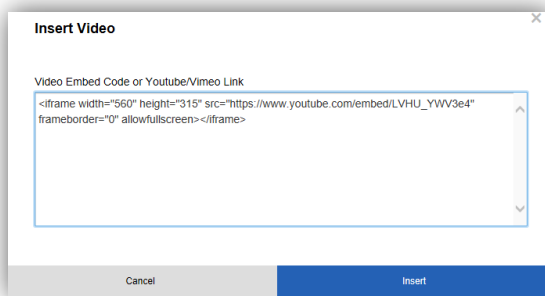 Insert Video
Video Embed Code or Youtube/Vimeo Link
<iframe width="560" height="315" src="https://www.youtube.com/embed/LVHU_YWV3e4"
frameborder="0" allowfullscreen></iframe>
Cancel
Insert